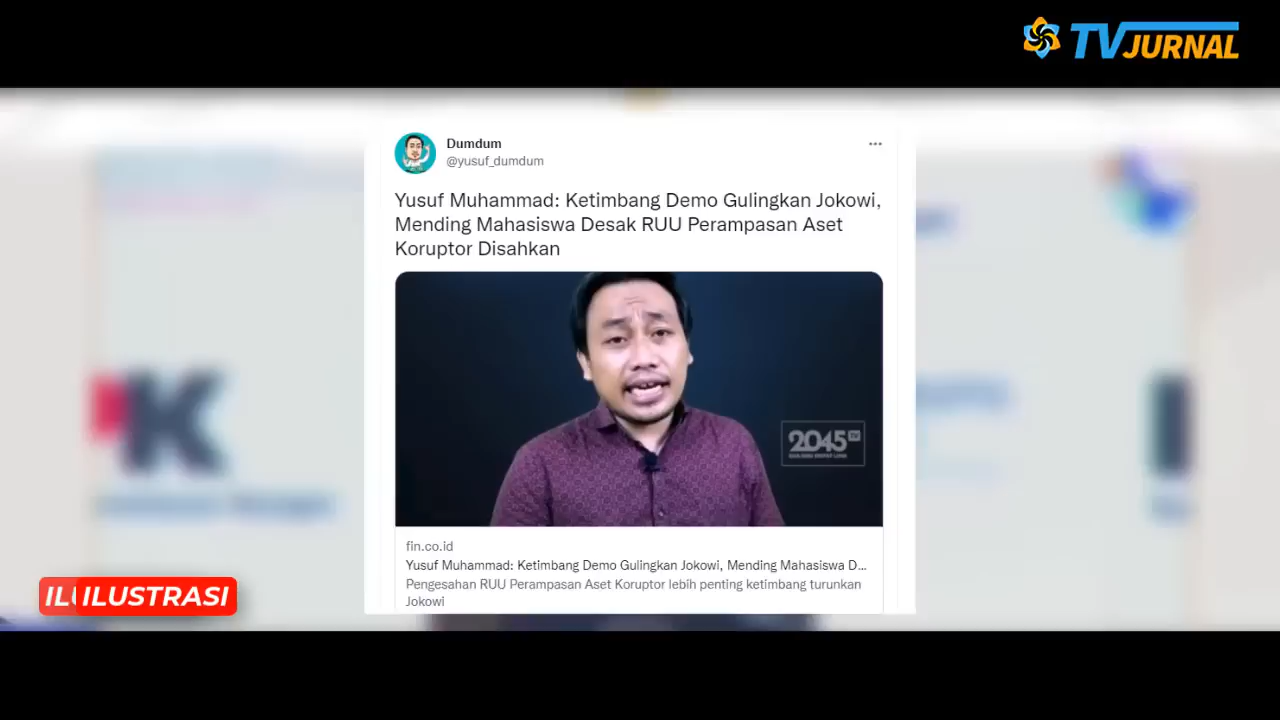 TVJURNAL
Dumdum
@yusuf_dumdum
Yusuf Muhammad: Ketimbang Demo Gulingkan Jokowi,
Mending Mahasiswa Desak RUU Perampasan Aset
Koruptor Disahkan
2045 TV
fin.co.id
Yusuf Muhammad: Ketimbang Demo Gulingkan Jokowi, Mending Mahasiswa D...
Pengesahan RUU Perampasan Aset Koruptor lebih penting ketimbang turunkan
Jokowi
ILUSTRASI